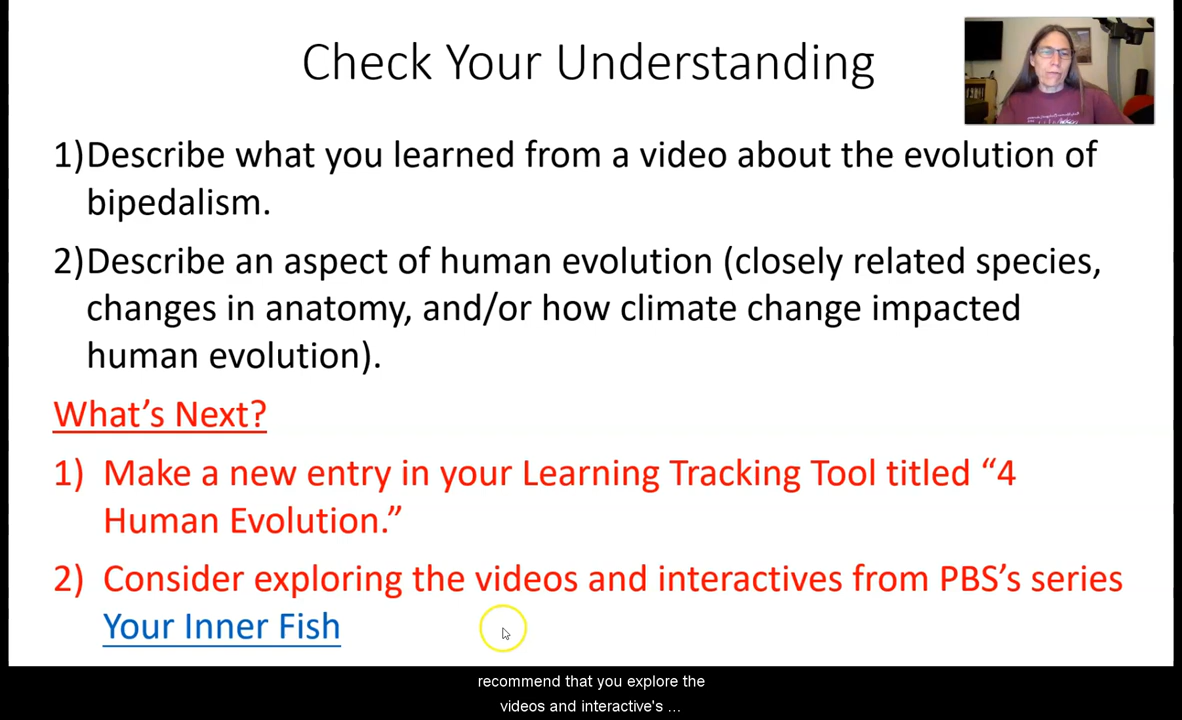 Check Your Understanding
1)Describe what you learned from a video about the evolution of
bipedalism.
2)Describe an aspect of human evolution (closely related species,
changes in anatomy, and/or how climate change impacted
human evolution).
What’s Next?
1) Make a new entry in your Learning Tracking Tool titled “4
Human Evolution.”
2) Consider exploring the videos and interactives from PBS’s series
Your Inner Fish
recommend that you explore the
videos and interactive's ...